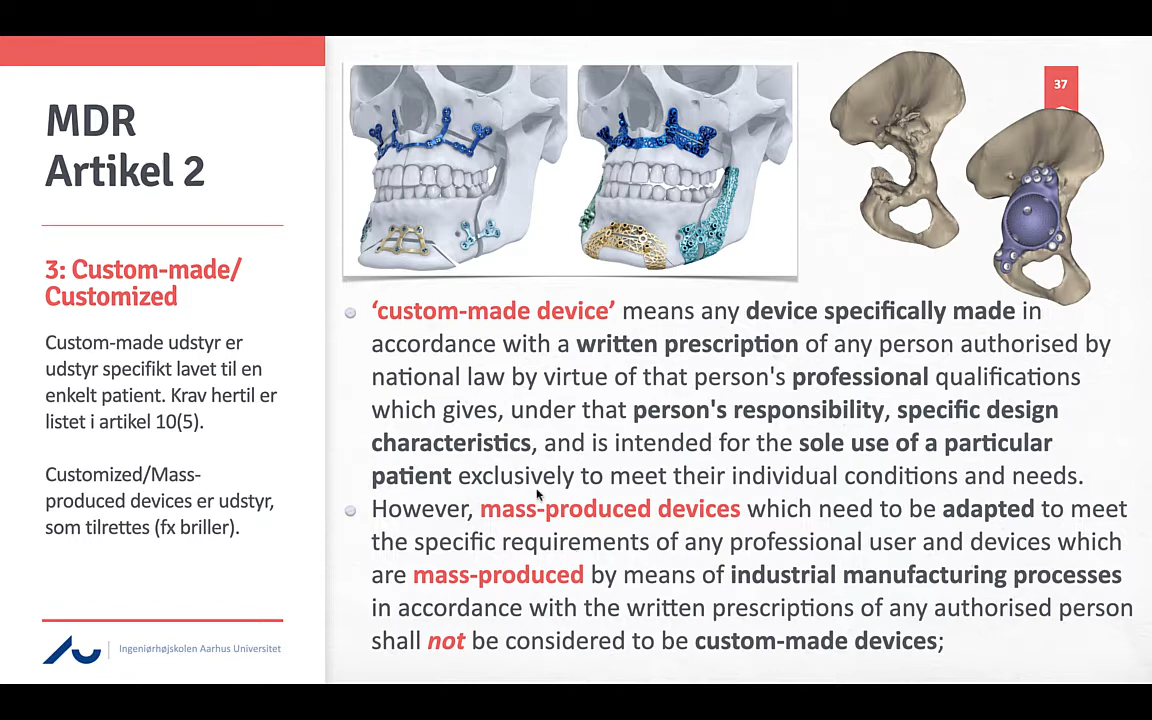 MDR
Artikel 2
3: Custom-made/
Customized
Custom-made udstyr er
udstyr specifikt lavet til en
enkelt patient. Krav hertil er
listet i artikel 10(5).
Customized/Mass-
produced devices er udstyr,
som tilrettes (fx briller).
Ingeniørhøjskolen Aarhus Universitet
37
‘custom-made device’ means any device specifically made in
accordance with a written prescription of any person authorised by
national law by virtue of that person's professional qualifications
which gives, under that person's responsibility, specific design
characteristics, and is intended for the sole use of a particular
patient exclusively to meet their individual conditions and needs.
However, mass-produced devices which need to be adapted to meet
the specific requirements of any professional user and devices which
are mass-produced by means of industrial manufacturing processes
in accordance with the written prescriptions of any authorised person
shall not be considered to be custom-made devices;